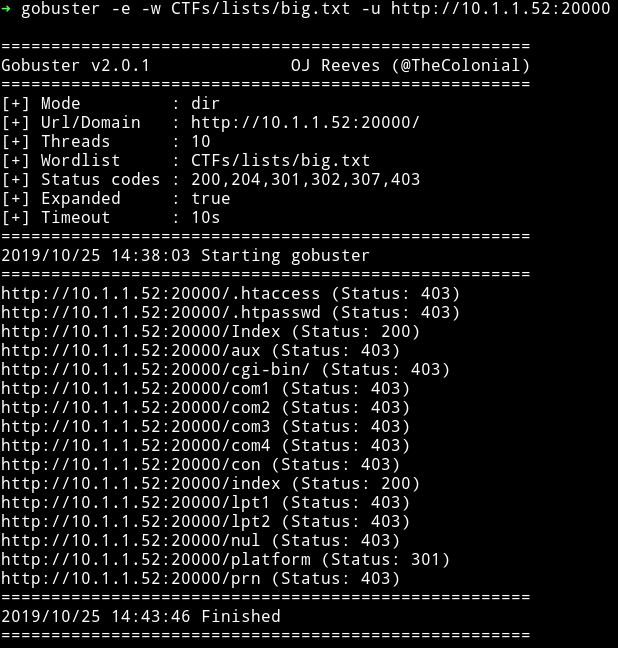 → gobuster -e -w CTFs/lists/big.txt -u http://10.1.1.52:20000
=====================================================
Gobuster v2.0.1              OJ Reeves (@TheColonial)
=====================================================
[+] Mode         : dir
[+] Url/Domain   : http://10.1.1.52:20000/
[+] Threads      : 10
[+] Wordlist     : CTFs/lists/big.txt
[+] Status codes : 200,204,301,302,307,403
[+] Expanded     : true
[+] Timeout      : 10s
=====================================================
2019/10/25 14:38:03 Starting gobuster
=====================================================
http://10.1.1.52:20000/.htaccess (Status: 403)
http://10.1.1.52:20000/.htpasswd (Status: 403)
http://10.1.1.52:20000/Index (Status: 200)
http://10.1.1.52:20000/aux (Status: 403)
http://10.1.1.52:20000/cgi-bin/ (Status: 403)
http://10.1.1.52:20000/com1 (Status: 403)
http://10.1.1.52:20000/com2 (Status: 403)
http://10.1.1.52:20000/com3 (Status: 403)
http://10.1.1.52:20000/com4 (Status: 403)
http://10.1.1.52:20000/con (Status: 403)
http://10.1.1.52:20000/index (Status: 200)
http://10.1.1.52:20000/lpt1 (Status: 403)
http://10.1.1.52:20000/lpt2 (Status: 403)
http://10.1.1.52:20000/nul (Status: 403)
http://10.1.1.52:20000/platform (Status: 301)
http://10.1.1.52:20000/prn (Status: 403)
=====================================================
2019/10/25 14:43:46 Finished
=====================================================